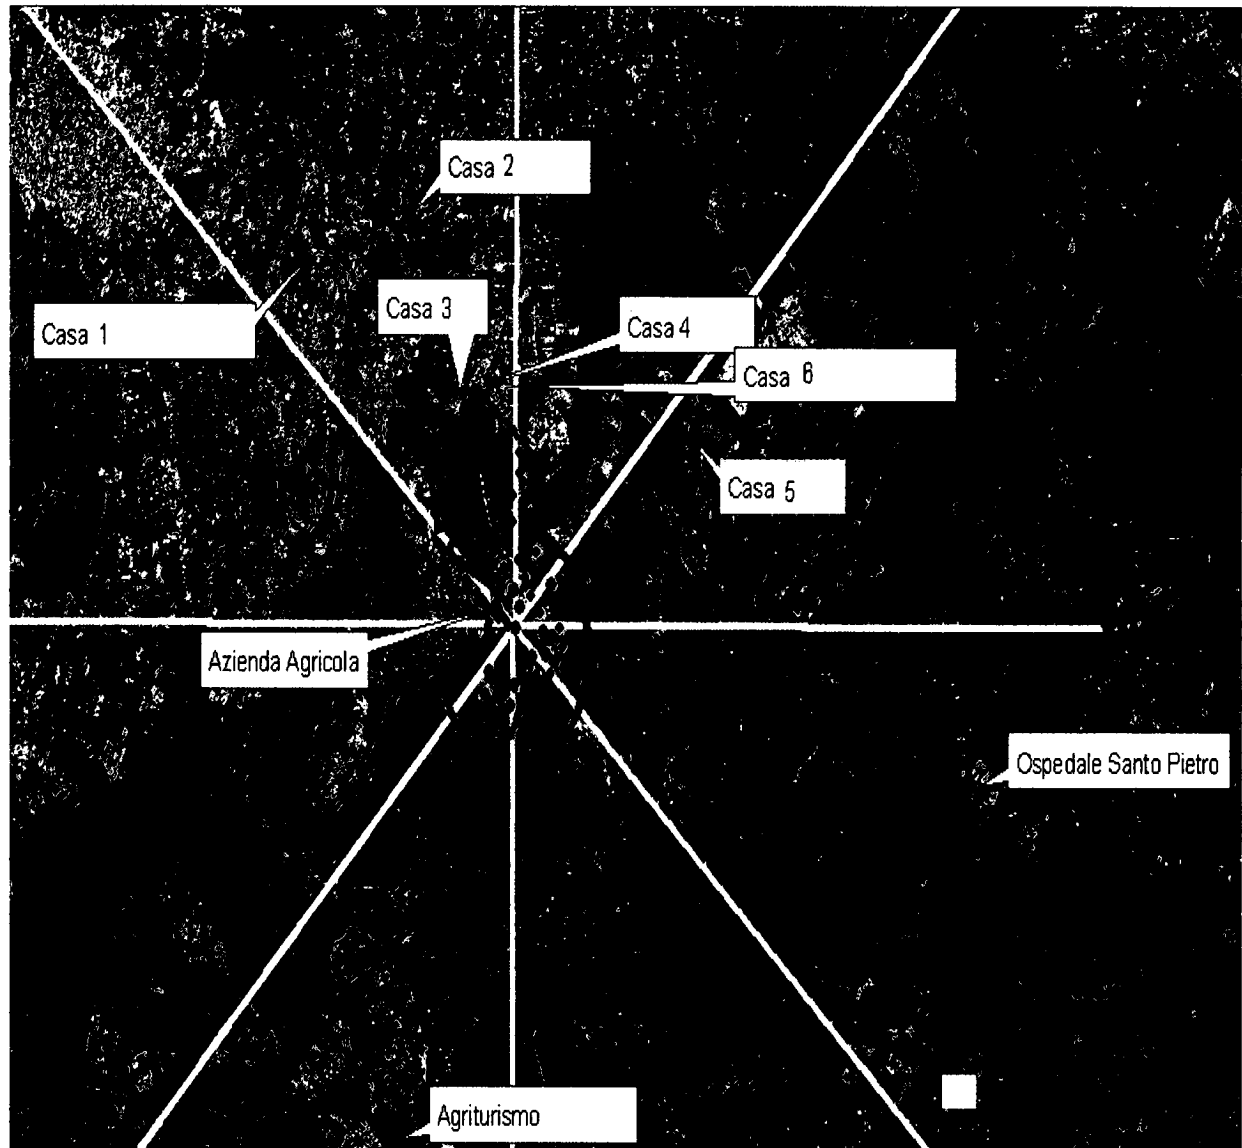 Casa 2
Casa 3
Casa 1
Casa 4
Casa 6
Casa 5
Azienda Agricola
Ospedale Santo Pietro
Agriturismo